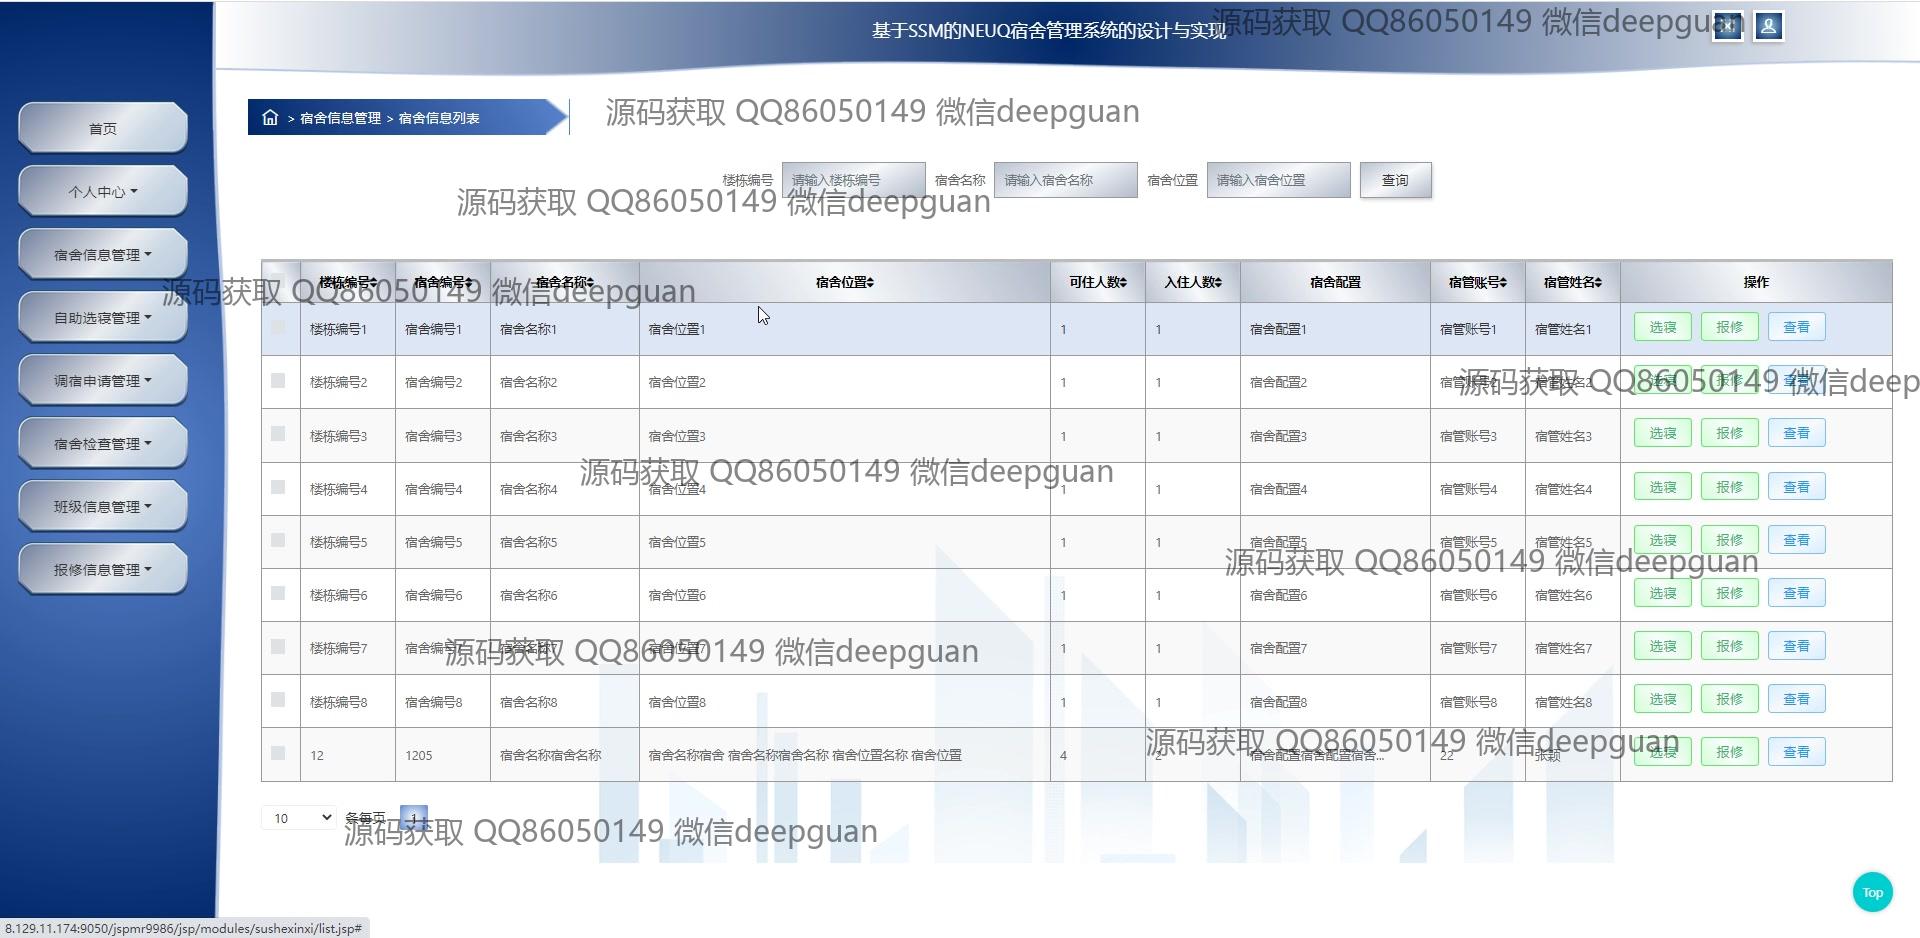 基于SSM的NEUQ宿舍管理系统的设计与实现
源码获取 QQ86050149 微信deepguan
> 宿舍信息管理 > 宿舍信息列表
源码获取 QQ86050149 微信deepguan
首页
个人中心
宿舍信息管理
自助选寝管理
调宿申请管理
宿舍检查管理
班级信息管理
报修信息管理
楼栋编号 请输入楼栋编号 宿舍名称 请输入宿舍名称 宿舍位置 请输入宿舍位置 查询
源码获取 QQ86050149 微信deepguan
楼栋编号 宿舍编号 宿舍名称 宿舍位置 可住人数 入住人数 宿舍配置 宿管账号 宿管姓名 操作
源码获取 QQ86050149 微信deepguan
楼栋编号1 宿舍编号1 宿舍名称1 宿舍位置1 1 1 宿舍配置1 宿管账号1 宿管姓名1 选寝 报修 查看
楼栋编号2 宿舍编号2 宿舍名称2 宿舍位置2 1 1 宿舍配置2 宿管账号2 宿管姓名2 选寝 报修 查看
源码获取 QQ86050149 微信deep
楼栋编号3 宿舍编号3 宿舍名称3 宿舍位置3 1 1 宿舍配置3 宿管账号3 宿管姓名3 选寝 报修 查看
源码获取 QQ86050149 微信deepguan
楼栋编号4 宿舍编号4 宿舍名称4 宿舍位置4 1 1 宿舍配置4 宿管账号4 宿管姓名4 选寝 报修 查看
楼栋编号5 宿舍编号5 宿舍名称5 宿舍位置5 1 1 宿舍配置5 宿管账号5 宿管姓名5 选寝 报修 查看
源码获取 QQ86050149 微信deepguan
楼栋编号6 宿舍编号6 宿舍名称6 宿舍位置6 1 1 宿舍配置6 宿管账号6 宿管姓名6 选寝 报修 查看
楼栋编号7 宿舍编号7 宿舍名称7 宿舍位置7 1 1 宿舍配置7 宿管账号7 宿管姓名7 选寝 报修 查看
源码获取 QQ86050149 微信deepguan
楼栋编号8 宿舍编号8 宿舍名称8 宿舍位置8 1 1 宿舍配置8 宿管账号8 宿管姓名8 选寝 报修 查看
源码获取 QQ86050149 微信deepguan
12 1205 宿舍名称宿舍名称 宿舍名称宿舍 宿舍名称宿舍名称 宿舍位置名称 宿舍位置 4 2 宿舍配置宿舍配置宿舍... 22 张颖 选寝 报修 查看
10 条每页 1
源码获取 QQ86050149 微信deepguan
Top
8.129.11.174:9050/jspmr9986/jsp/modules/sushexinxi/list.jsp#